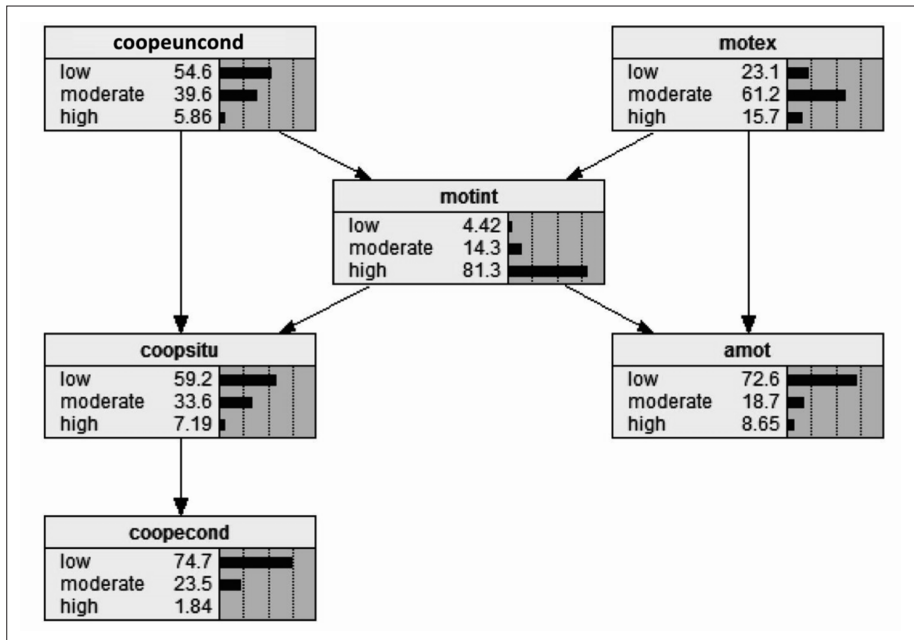 coopeuncond
low 54.6
moderate 39.6
high 5.86
motex
low 23.1
moderate 61.2
high 15.7
motint
low 4.42
moderate 14.3
high 81.3
coopsitu
low 59.2
moderate 33.6
high 7.19
amot
low 72.6
moderate 18.7
high 8.65
coopecond
low 74.7
moderate 23.5
high 1.84